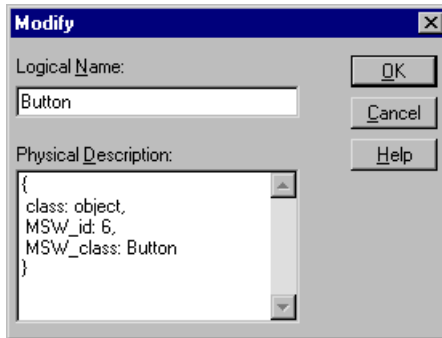 Modify
Logical Name:
OK
Button
Cancel
Physical Description:
Help
{
class: object,
MSW_id: 6,
MSW_class: Button
}